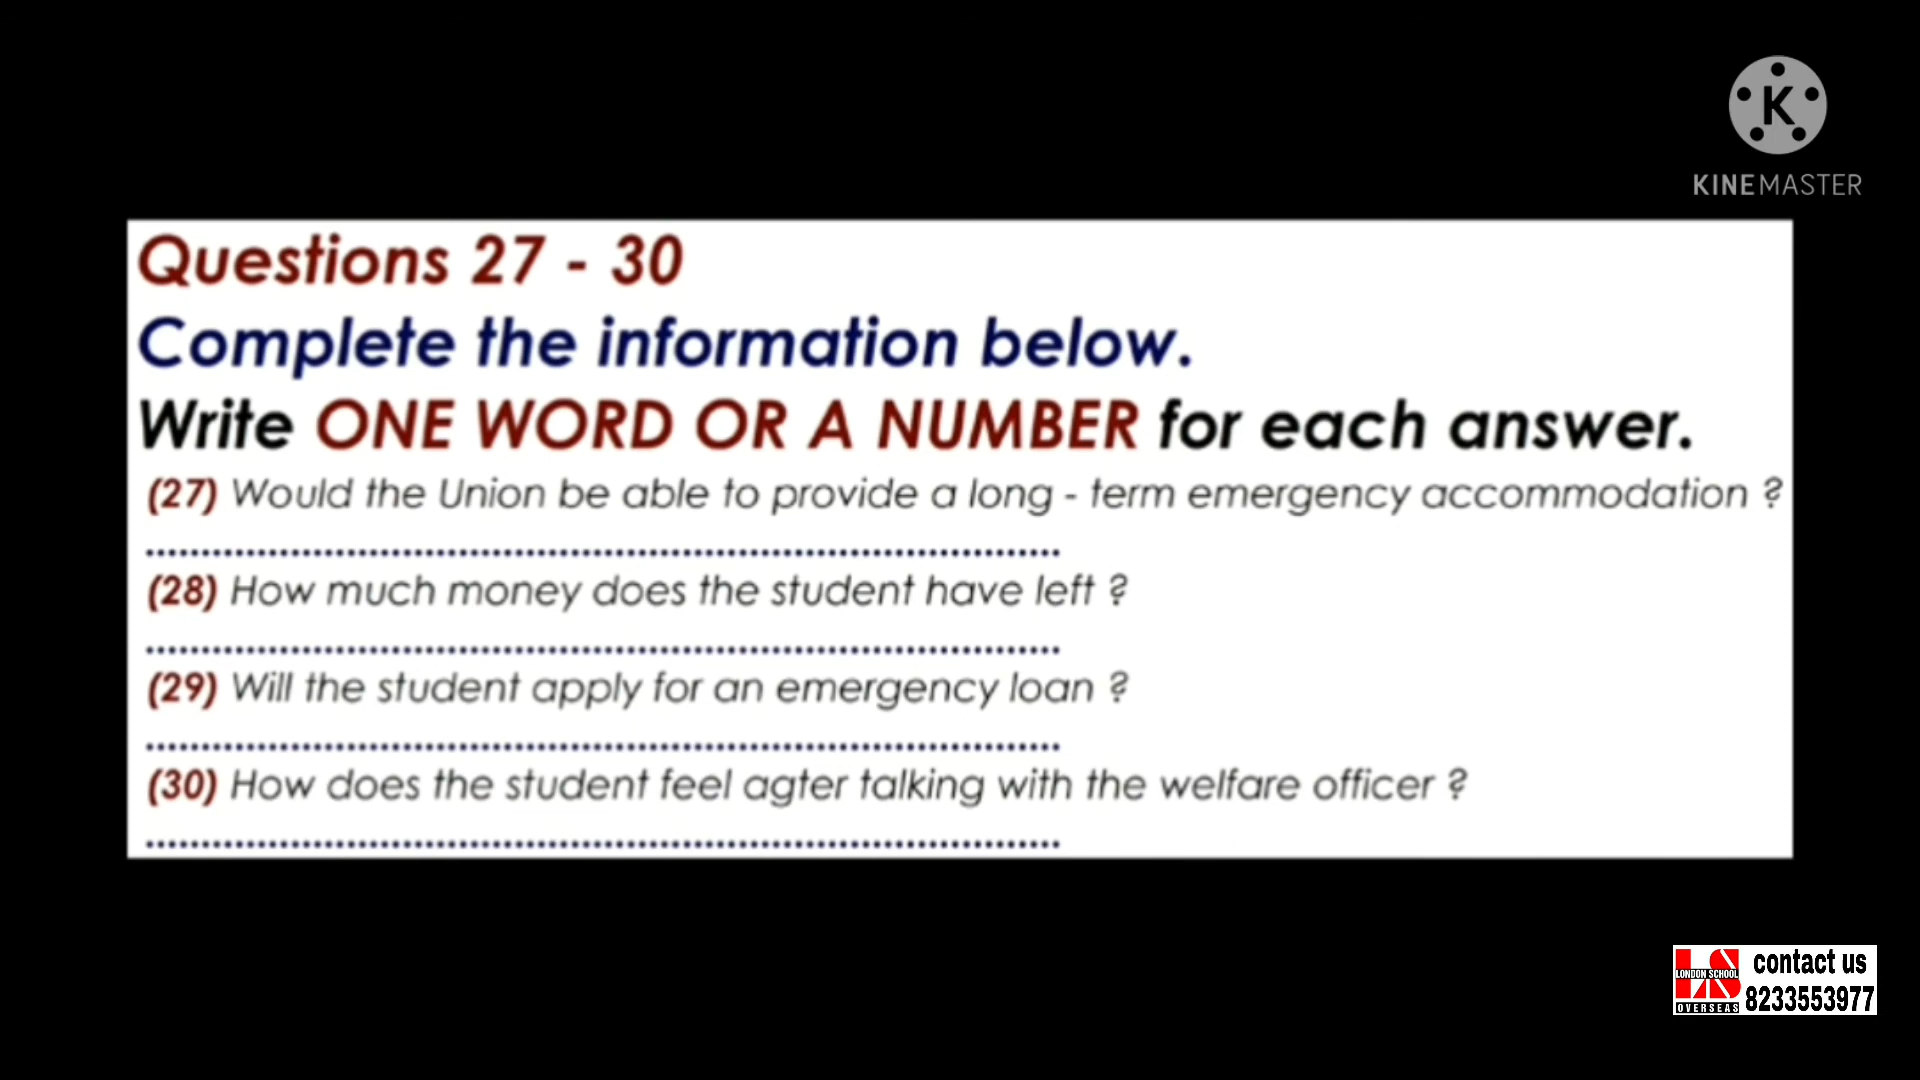 K
KINEMASTER
Questions 27 - 30
Complete the information below.
Write ONE WORD OR A NUMBER for each answer.
(27) Would the Union be able to provide a long - term emergency accommodation ?
....................................................................................
(28) How much money does the student have left ?
....................................................................................
(29) Will the student apply for an emergency loan ?
....................................................................................
(30) How does the student feel agter talking with the welfare officer ?
....................................................................................
LS
LONDON SCHOOL
OVERSEAS
contact us
8233553977